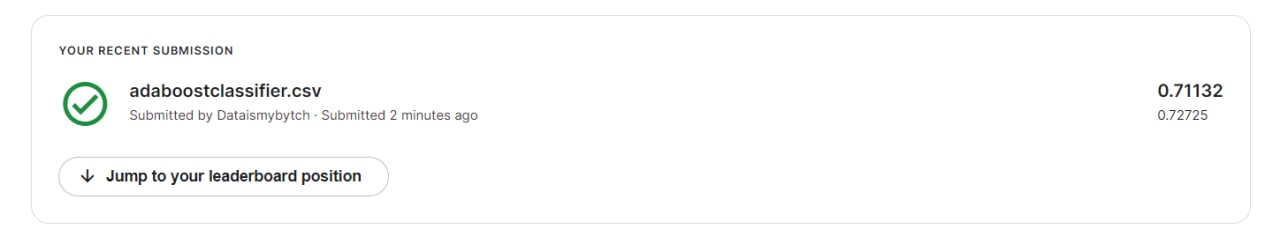 YOUR RECENT SUBMISSION
adaboostclassifier.csv
0.71132
Submitted by Dataismybytch · Submitted 2 minutes ago
0.72725
Jump to your leaderboard position